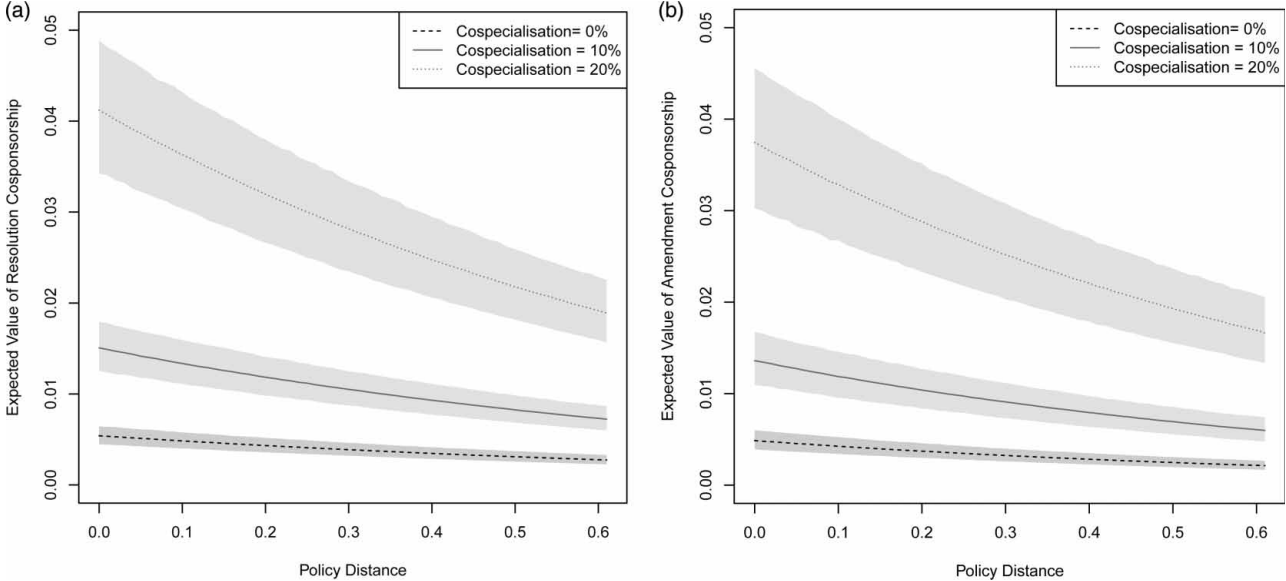 (a)
Expected Value of Resolution Cosponsorship
0.05
0.04
0.03
0.02
0.01
0.00
Cospecialisation= 0%
Cospecialisation = 10%
Cospecialisation = 20%
0.0 0.1 0.2 0.3 0.4 0.5 0.6
Policy Distance
(b)
Expected Value of Amendment Cosponsorship
0.05
0.04
0.03
0.02
0.01
0.00
Cospecialisation= 0%
Cospecialisation = 10%
Cospecialisation = 20%
0.0 0.1 0.2 0.3 0.4 0.5 0.6
Policy Distance